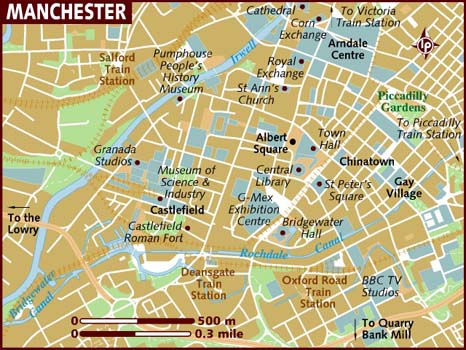 MANCHESTER
Cathedral
To Victoria
Train Station
Corn
Exchange
Arndale
Centre
Irwell
Pumphouse
People's
History
Museum
Salford
Train
Station
Royal
Exchange
St Ann's
Church
lp
Piccadilly
Gardens
To Piccadilly
Train Station
Albert
Square
Town
Hall
Chinatown
Granada
Studios
Museum of
Science &
Industry
Central
Library
St Peter's
Square
Gay
Village
G-Mex
Exhibition
Centre
Castlefield
Castlefield
Roman Fort
Bridgewater
Hall
To the
Lowry
Rochdale
Canal
Deansgate
Train
Station
Oxford Road
Train
Station
BBC TV
Studios
Bridgewater
Canal
0
500 m
0
0.3 mile
To Quarry
Bank Mill